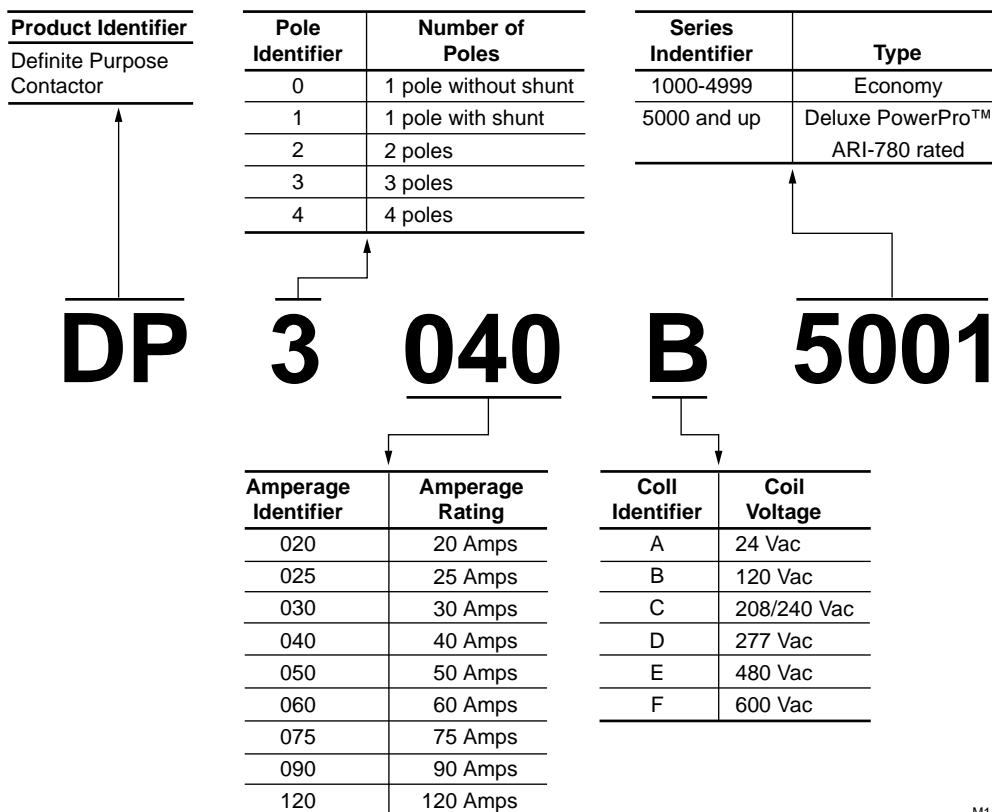 Product Identifier
Definite Purpose
Contactor
Pole Identifier Number of Poles
0 1 pole without shunt
1 1 pole with shunt
2 2 poles
3 3 poles
4 4 poles
Series Indentifier Type
1000-4999 Economy
5000 and up Deluxe PowerPro™
ARI-780 rated
DP 3 040 B 5001
Amperage Identifier Amperage Rating
020 20 Amps
025 25 Amps
030 30 Amps
040 40 Amps
050 50 Amps
060 60 Amps
075 75 Amps
090 90 Amps
120 120 Amps
Coll Identifier Coil Voltage
A 24 Vac
B 120 Vac
C 208/240 Vac
D 277 Vac
E 480 Vac
F 600 Vac